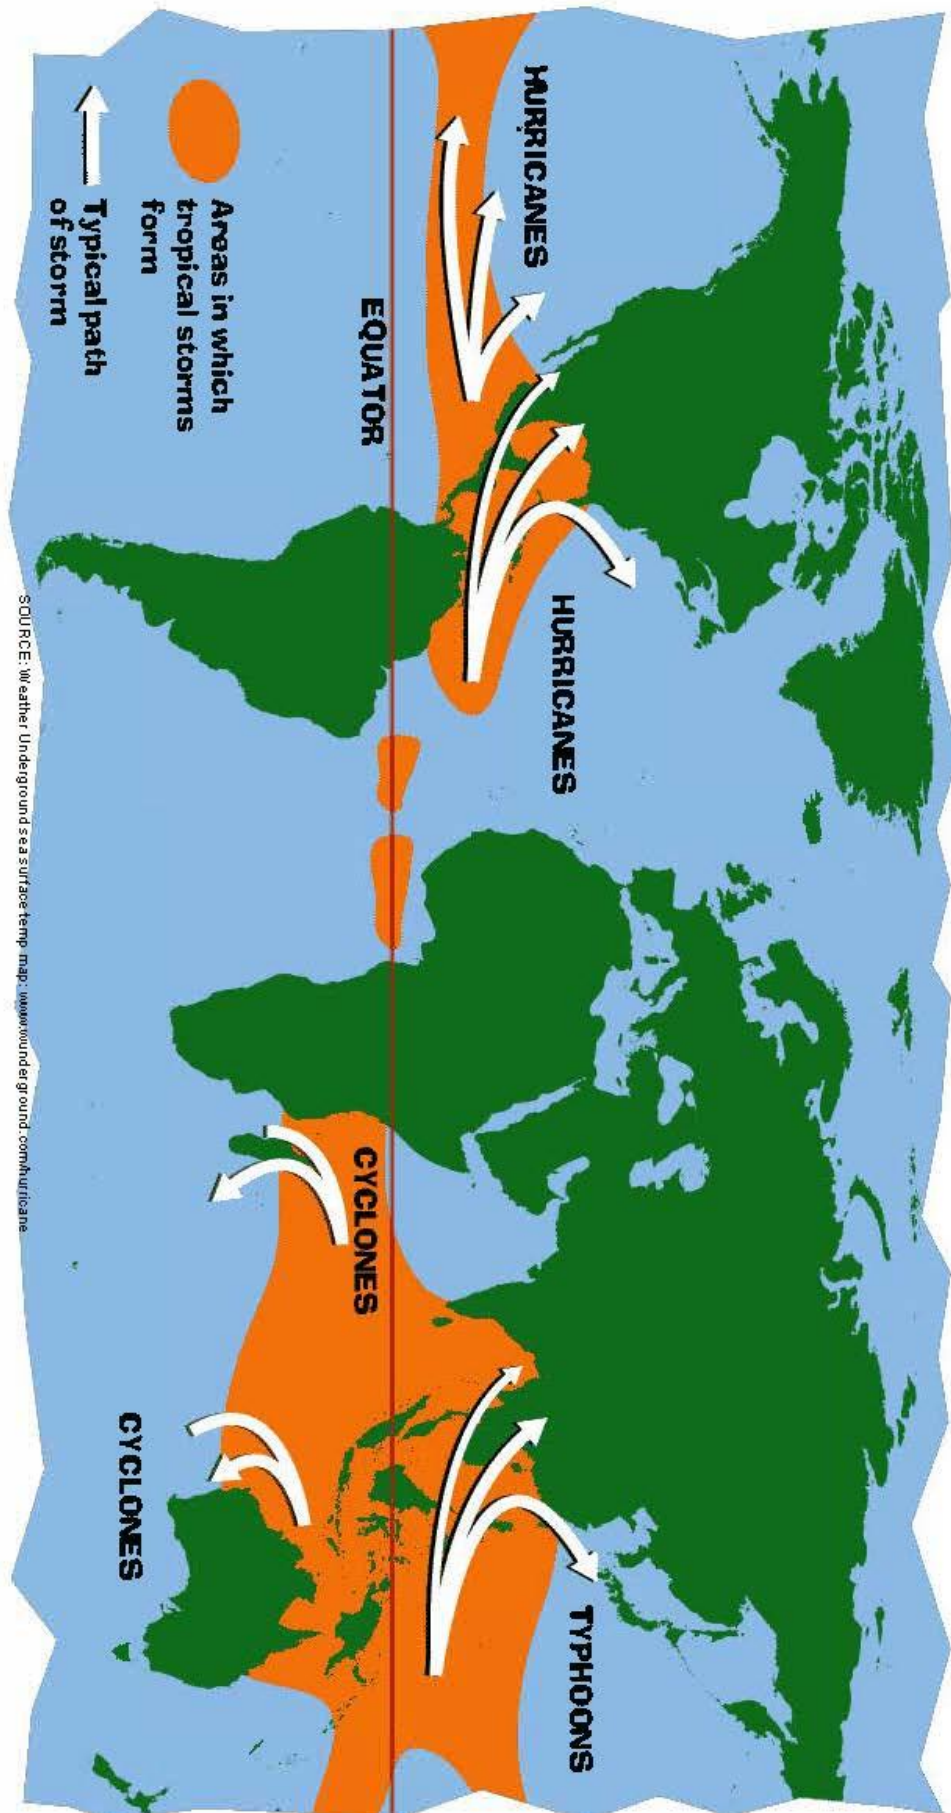 HURRICANES
HURRICANES
TYPHOONS
EQUATOR
CYCLONES
CYCLONES
Areas in which
tropical storms
form
Typical path
of storm
SOURCE: Weather Underground sea surface temp map; www.wunderground.com/hurricane